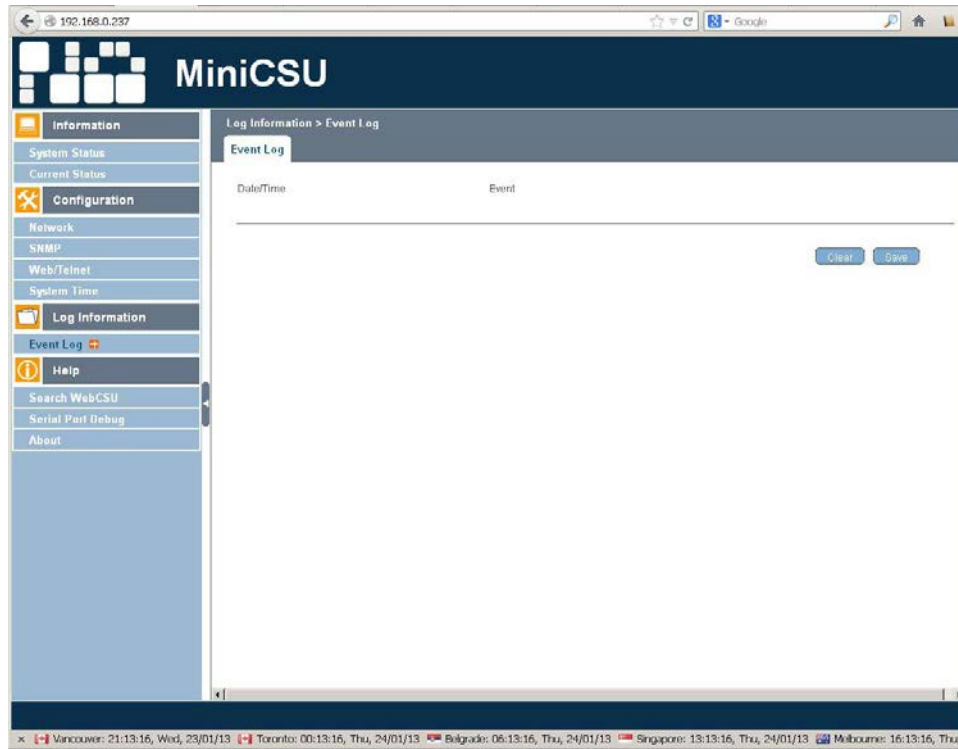 192.168.0.237
Google
MiniCSU
Information
System Status
Current Status
Configuration
Network
SNMP
Web/Telnet
System Time
Log Information
Event Log
Help
Search WebCSU
Serial Port Debug
About
Log Information > Event Log
Event Log
Date/Time Event
Clear Save
× Vancouver: 21:13:16, Wed, 23/01/13 Toronto: 00:13:16, Thu, 24/01/13 Belgrade: 06:13:16, Thu, 24/01/13 Singapore: 13:13:16, Thu, 24/01/13 Melbourne: 16:13:16, Thu